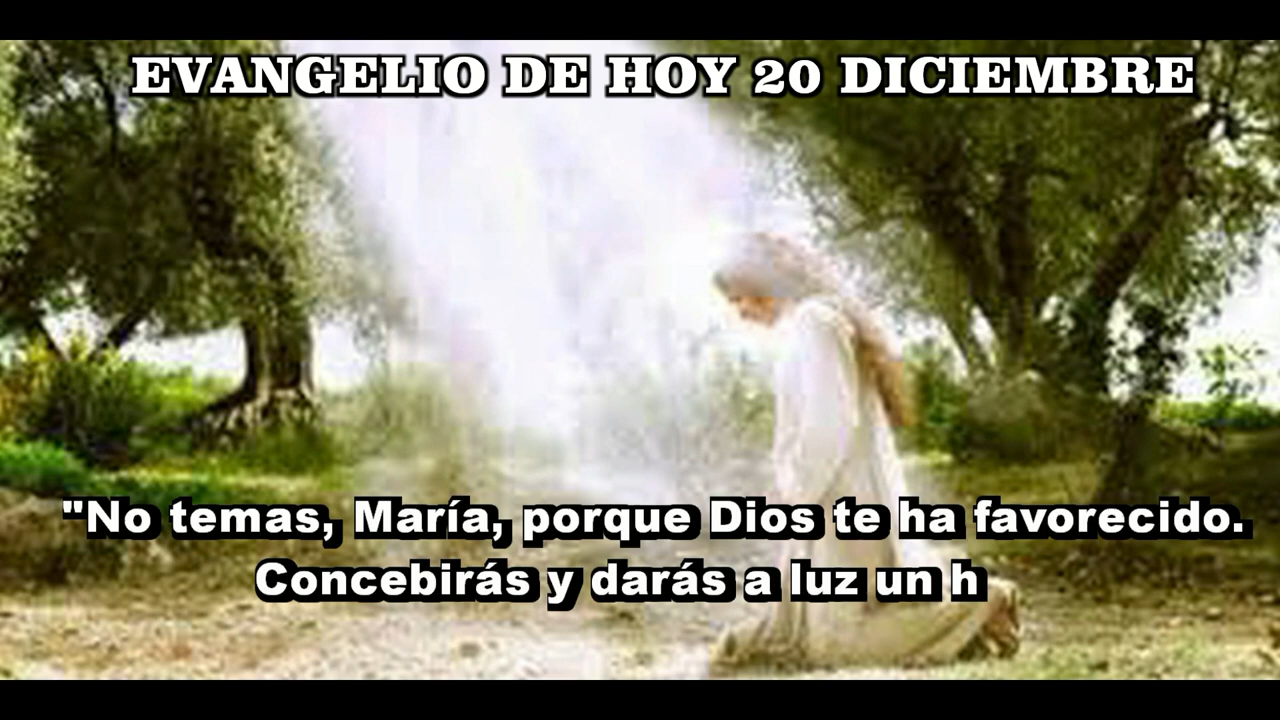 EVANGELIO DE HOY 20 DICIEMBRE
"No temas, María, porque Dios te ha favorecido.
Concebirás y darás a luz un h